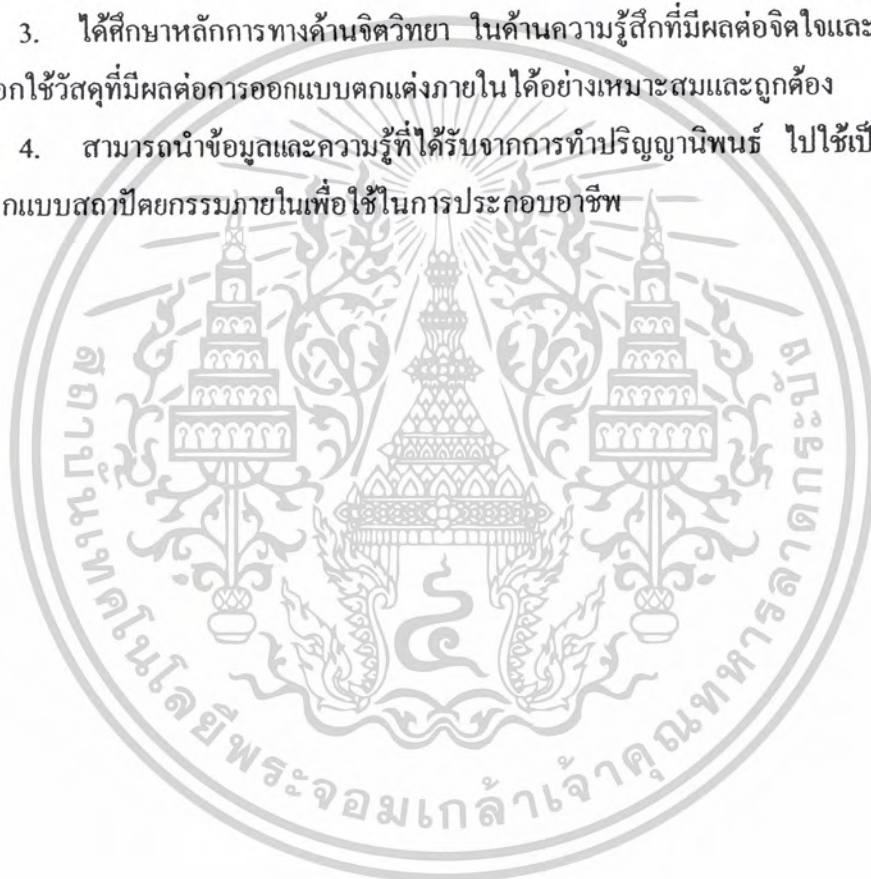 3. ได้ศึกษาหลักการทางด้านจิตวิทยา ในด้านความรู้สึกที่มีผลต่อจิตใจและ
อกใช้วัสดุที่มีผลต่อการออกแบบตกแต่งภายในได้อย่างเหมาะสมและถูกต้อง
4. สามารถนำข้อมูลและความรู้ที่ได้รับจากการทำปริญญานิพนธ์ ไปใช้เป็
กแบบสถาปัตยกรรมภายในเพื่อใช้ในการประกอบอาชีพ
สถาบันเทคโนโลยีพระจอมเกล้าเจ้าคุณทหารลาดกระบัง
๔